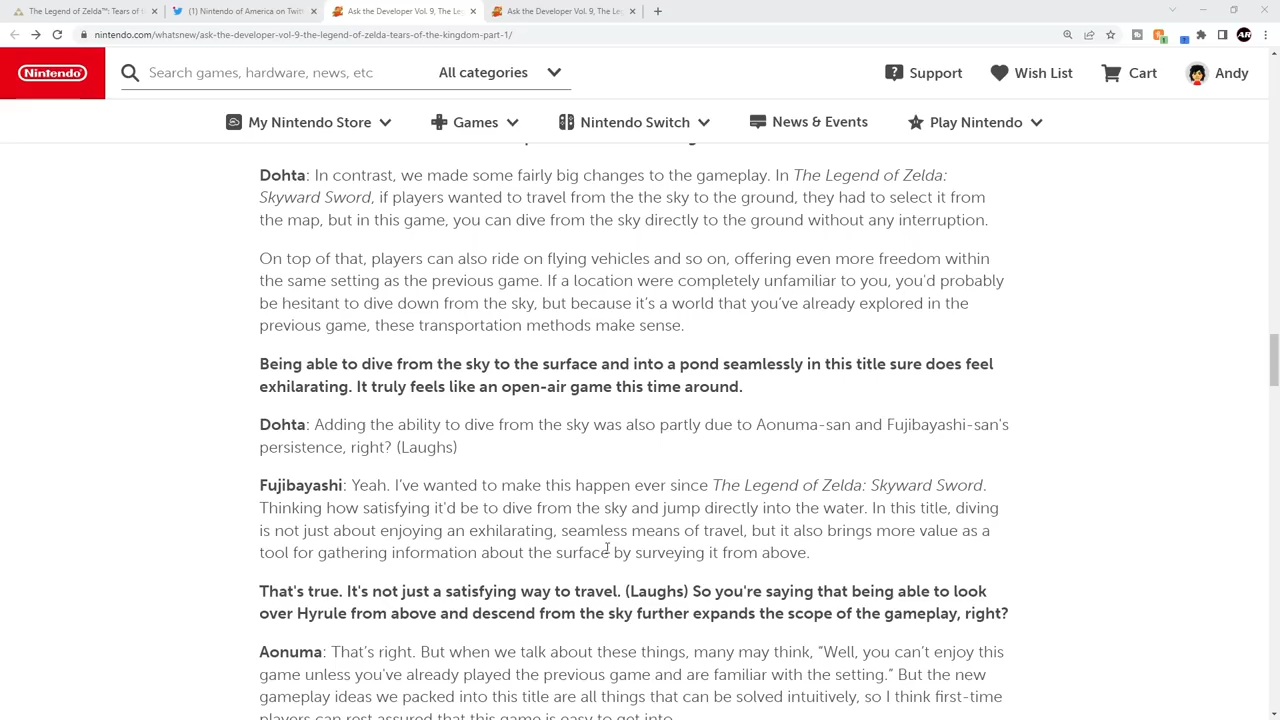 The Legend of Zelda™: Tears of t
(1) Nintendo of America on Twit
Ask the Developer Vol. 9, The Le
Ask the Developer Vol. 9, The Leg
nintendo.com/whatsnew/ask-the-developer-vol-9-the-legend-of-zelda-tears-of-the-kingdom-part-1/
Nintendo
Search games, hardware, news, etc
All categories
Support
Wish List
Cart
Andy
My Nintendo Store
Games
Nintendo Switch
News & Events
Play Nintendo
Dohta: In contrast, we made some fairly big changes to the gameplay. In The Legend of Zelda:
Skyward Sword, if players wanted to travel from the the sky to the ground, they had to select it from
the map, but in this game, you can dive from the sky directly to the ground without any interruption.
On top of that, players can also ride on flying vehicles and so on, offering even more freedom within
the same setting as the previous game. If a location were completely unfamiliar to you, you'd probably
be hesitant to dive down from the sky, but because it's a world that you've already explored in the
previous game, these transportation methods make sense.
Being able to dive from the sky to the surface and into a pond seamlessly in this title sure does feel
exhilarating. It truly feels like an open-air game this time around.
Dohta: Adding the ability to dive from the sky was also partly due to Aonuma-san and Fujibayashi-san's
persistence, right? (Laughs)
Fujibayashi: Yeah. I've wanted to make this happen ever since The Legend of Zelda: Skyward Sword.
Thinking how satisfying it'd be to dive from the sky and jump directly into the water. In this title, diving
is not just about enjoying an exhilarating, seamless means of travel, but it also brings more value as a
tool for gathering information about the surface by surveying it from above.
That's true. It's not just a satisfying way to travel. (Laughs) So you're saying that being able to look
over Hyrule from above and descend from the sky further expands the scope of the gameplay, right?
Aonuma: That's right. But when we talk about these things, many may think, "Well, you can't enjoy this
game unless you've already played the previous game and are familiar with the setting." But the new
gameplay ideas we packed into this title are all things that can be solved intuitively, so I think first-time
players can rest assured that this game is easy to get into.